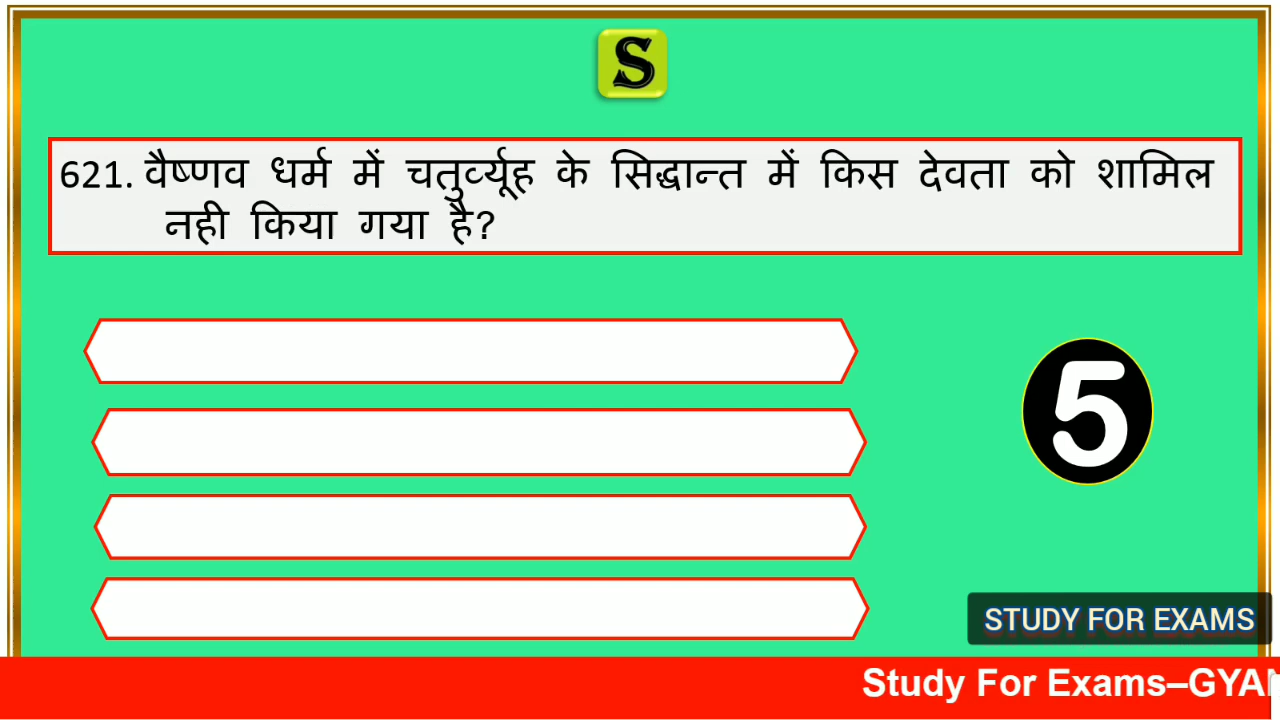 S
621. वैष्णव धर्म में चतुर्व्यूह के सिद्धान्त में किस देवता को शामिल
नही किया गया है?
5
STUDY FOR EXAMS
Study For Exams–GYAN